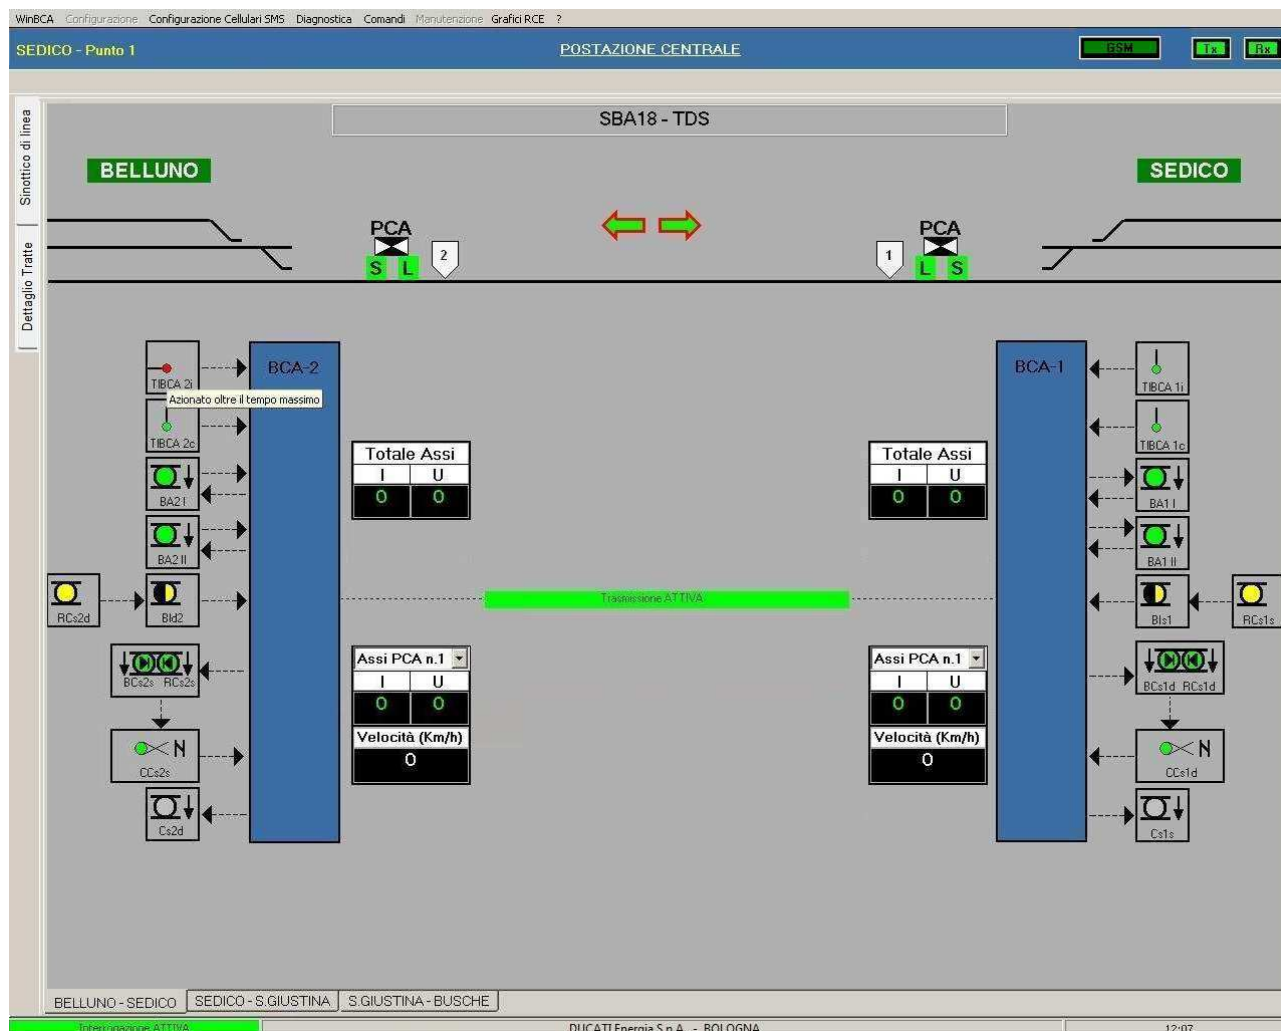 WinBCA Configurazione Configurazione Cellulari SMS Diagnostica Comandi Manutenzione Grafici RCE ?
SEDICO - Punto 1 POSTAZIONE CENTRALE GSM Tx Rx
Sinottico di linea
Dettaglio Tratte
SBA18 - TDS
BELLUNO SEDICO
PCA PCA
2 1
S L L S
BCA-2 BCA-1
TIBCA 2i TIBCA 1i
Azionato oltre il tempo massimo
TIBCA 2c TIBCA 1c
Totale Assi Totale Assi
I U I U
0 0 0 0
BA2 I BA1 I
BA2 II BA1 II
Trasmissione ATTIVA
RCs2d BId2 BIs1 RCs1s
Assi PCA n.1 Assi PCA n.1
I U I U
BCs2s RCs2s BCs1d RCs1d
0 0 0 0
Velocità (Km/h) Velocità (Km/h)
N N
0 0
CCs2s CCs1d
Cs2d Cs1s
BELLUNO - SEDICO SEDICO - S.GIUSTINA S.GIUSTINA - BUSCHE
Interrogazione ATTIVA DUCATI Energia S.p.A. - BOLOGNA 12:07